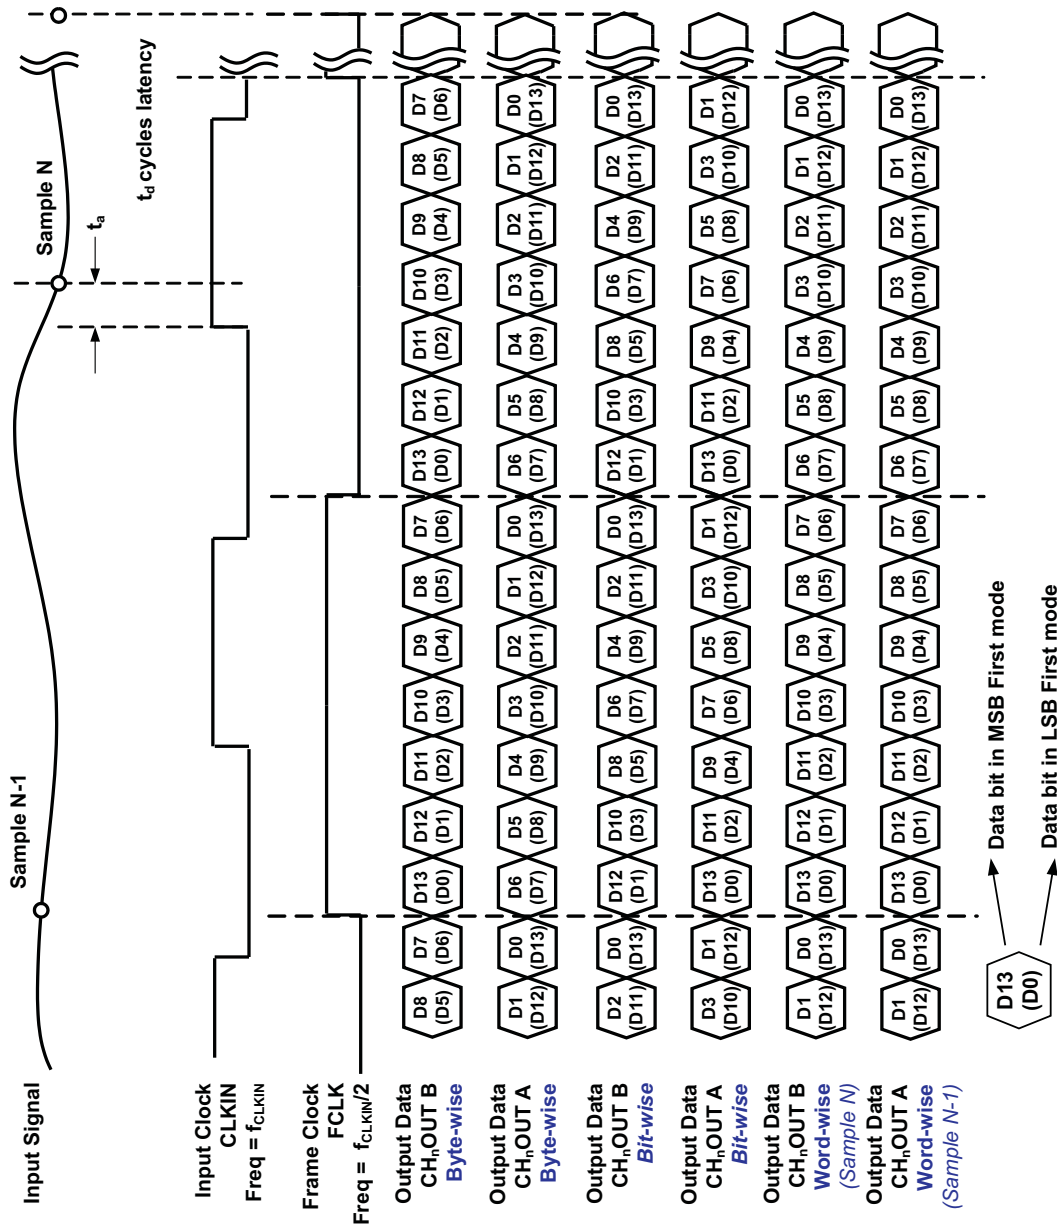 Sample N-1
Sample N
Input Signal
tₐ
t_d cycles latency
Input Clock
CLKIN
Freq = f_CLKIN
Frame Clock
FCLK
Freq = f_CLKIN/2
Output Data
CHₙOUT B
Byte-wise
D8 D7 D13 D12 D11 D10 D9 D8 D7 D13 D12 D11 D10 D9 D8 D7
(D5) (D6) (D0) (D1) (D2) (D3) (D4) (D5) (D6) (D0) (D1) (D2) (D3) (D4) (D5) (D6)
Output Data
CHₙOUT A
Byte-wise
D1 D0 D6 D5 D4 D3 D2 D1 D0 D6 D5 D4 D3 D2 D1 D0
(D12) (D13) (D7) (D8) (D9) (D10) (D11) (D12) (D13) (D7) (D8) (D9) (D10) (D11) (D12) (D13)
Output Data
CHₙOUT B
Bit-wise
D2 D0 D12 D10 D8 D6 D4 D2 D0 D12 D10 D8 D6 D4 D2 D0
(D11) (D13) (D1) (D3) (D5) (D7) (D9) (D11) (D13) (D1) (D3) (D5) (D7) (D9) (D11) (D13)
Output Data
CHₙOUT A
Bit-wise
D3 D1 D13 D11 D9 D7 D5 D3 D1 D13 D11 D9 D7 D5 D3 D1
(D10) (D12) (D0) (D2) (D4) (D6) (D8) (D10) (D12) (D0) (D2) (D4) (D6) (D8) (D10) (D12)
Output Data
CHₙOUT B
Word-wise
(Sample N)
D1 D0 D13 D12 D11 D10 D9 D8 D7 D6 D5 D4 D3 D2 D1 D0
(D12) (D13) (D0) (D1) (D2) (D3) (D4) (D5) (D6) (D7) (D8) (D9) (D10) (D11) (D12) (D13)
Output Data
CHₙOUT A
Word-wise
(Sample N-1)
D1 D0 D13 D12 D11 D10 D9 D8 D7 D6 D5 D4 D3 D2 D1 D0
(D12) (D13) (D0) (D1) (D2) (D3) (D4) (D5) (D6) (D7) (D8) (D9) (D10) (D11) (D12) (D13)
D13
(D0)
Data bit in MSB First mode
Data bit in LSB First mode